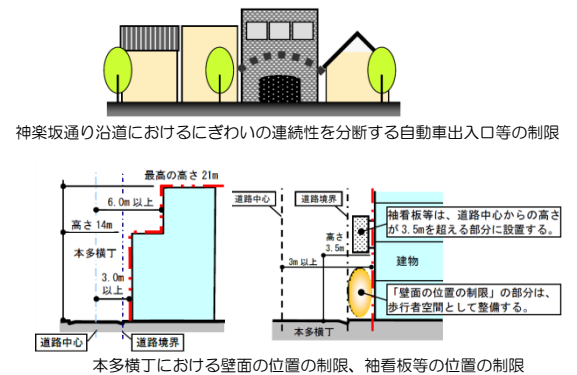 神楽坂通り沿道におけるにぎわいの連続性を分断する自動車出入口等の制限
最高の高さ 21m
6.0m 以上
高さ 14m
本多横丁
3.0m
以上
道路中心
道路境界
道路中心
道路境界
高さ
3.5m
3m 以上
袖看板等は、道路中心からの高さ
が 3.5mを超える部分に設置する。
建物
「壁面の位置の制限」の部分は、
歩行者空間として整備する。
本多横丁
本多横丁における壁面の位置の制限、袖看板等の位置の制限